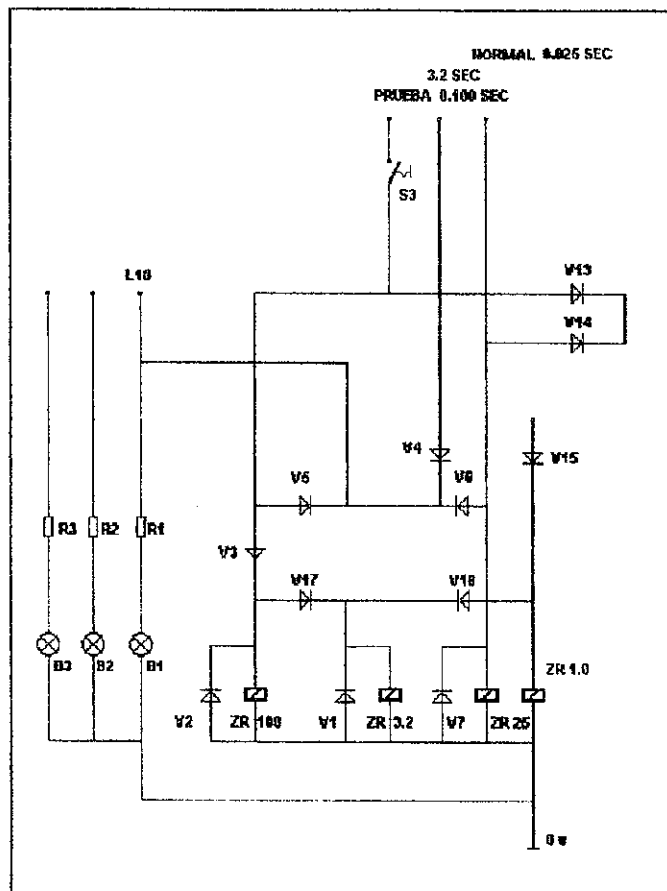 NORMAL 0.025 SEC
3.2 SEC
PRUEBA 0.100 SEC
S3
L10
V13
V14
V4
V15
V5
V6
R3
R2
R1
V3
V17
V18
B3
B2
B1
ZR 1.0
V2
ZR 100
V1
ZR 3.2
V7
ZR 25
0 v